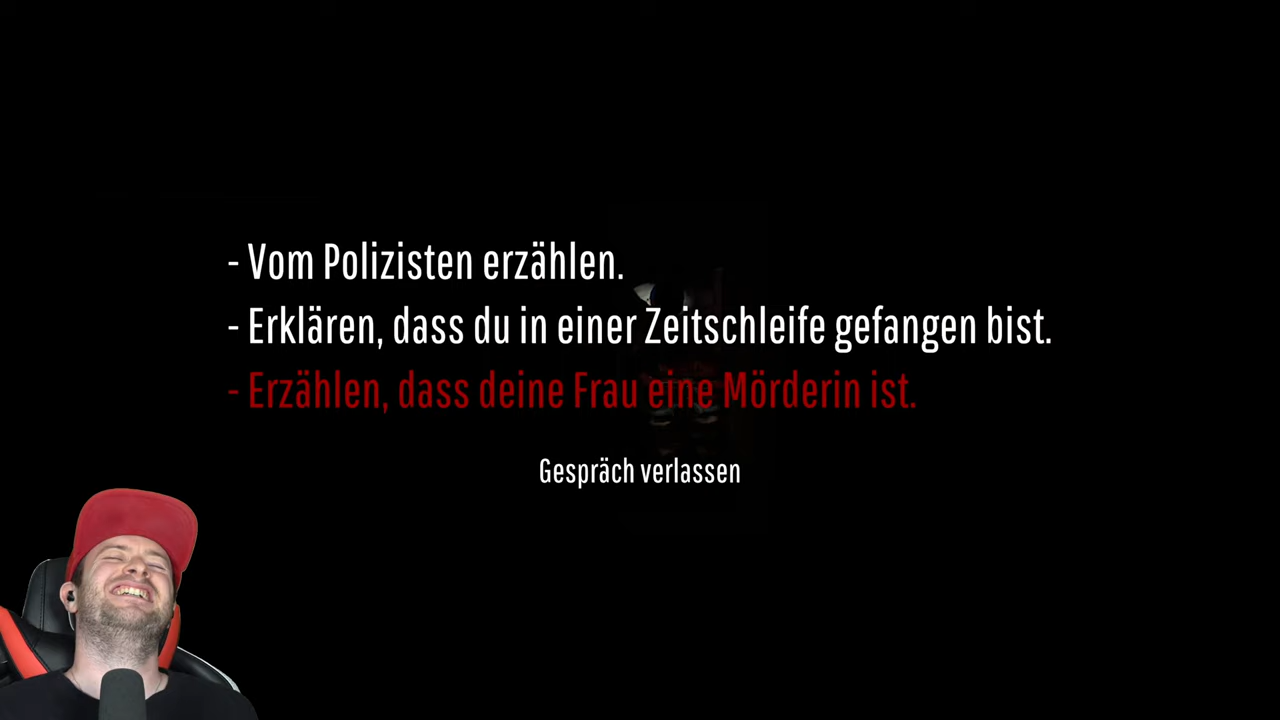 - Vom Polizisten erzählen.
- Erklären, dass du in einer Zeitschleife gefangen bist.
- Erzählen, dass deine Frau eine Mörderin ist.
Gespräch verlassen